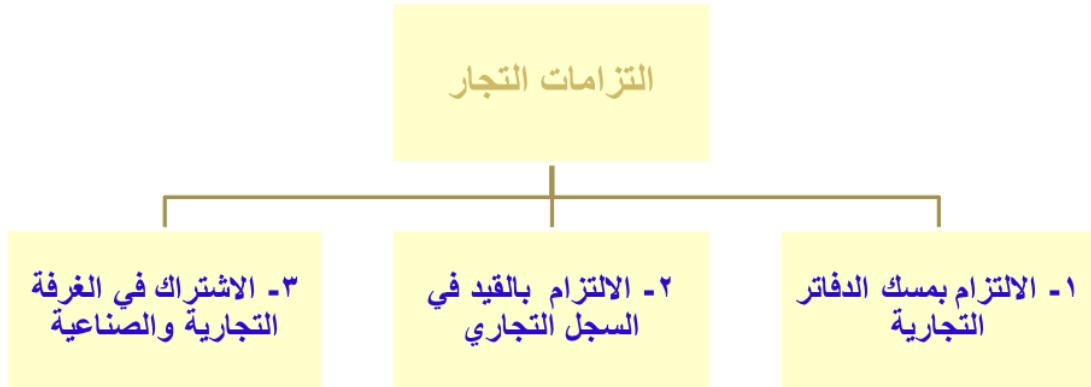 التزامات التجار
١- الالتزام بمسك الدفاتر
التجارية
٢- الالتزام بالقيد في
السجل التجاري
٣- الاشتراك في الغرفة
التجارية والصناعية